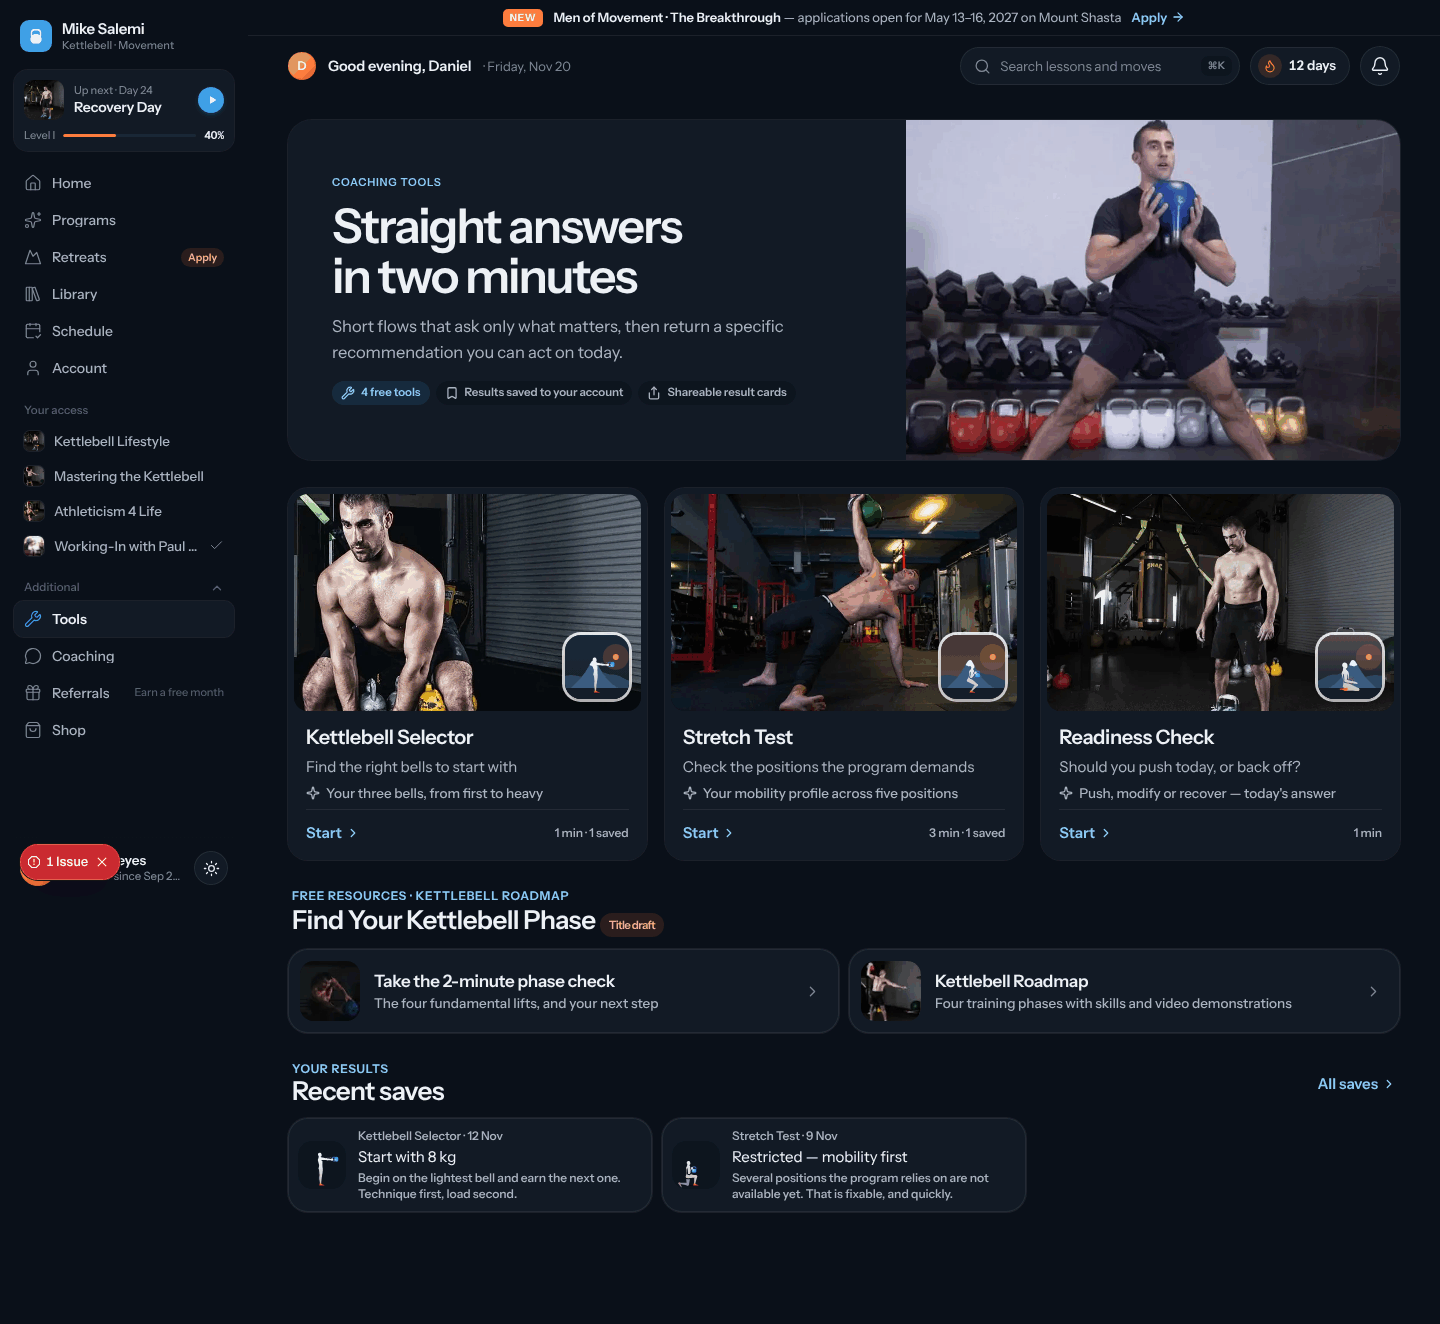 NEW Men of Movement · The Breakthrough — applications open for May 13–16, 2027 on Mount Shasta Apply
Mike Salemi
Kettlebell · Movement
Up next · Day 24
Recovery Day
Level I 40%
Home
Programs
Retreats Apply
Library
Schedule
Account
Your access
Kettlebell Lifestyle
Mastering the Kettlebell
Athleticism 4 Life
Working-In with Paul ...
Additional
Tools
Coaching
Referrals Earn a free month
Shop
1 Issue
eyes
since Sep 2...
D Good evening, Daniel · Friday, Nov 20
Search lessons and moves ⌘K
12 days
COACHING TOOLS
Straight answers
in two minutes
Short flows that ask only what matters, then return a specific
recommendation you can act on today.
4 free tools Results saved to your account Shareable result cards
Kettlebell Selector
Find the right bells to start with
Your three bells, from first to heavy
Start 1 min · 1 saved
Stretch Test
Check the positions the program demands
Your mobility profile across five positions
Start 3 min · 1 saved
Readiness Check
Should you push today, or back off?
Push, modify or recover — today's answer
Start 1 min
FREE RESOURCES · KETTLEBELL ROADMAP
Find Your Kettlebell Phase Title draft
Take the 2-minute phase check
The four fundamental lifts, and your next step
Kettlebell Roadmap
Four training phases with skills and video demonstrations
YOUR RESULTS
Recent saves
All saves
Kettlebell Selector · 12 Nov
Start with 8 kg
Begin on the lightest bell and earn the next one.
Technique first, load second.
Stretch Test · 9 Nov
Restricted — mobility first
Several positions the program relies on are not
available yet. That is fixable, and quickly.